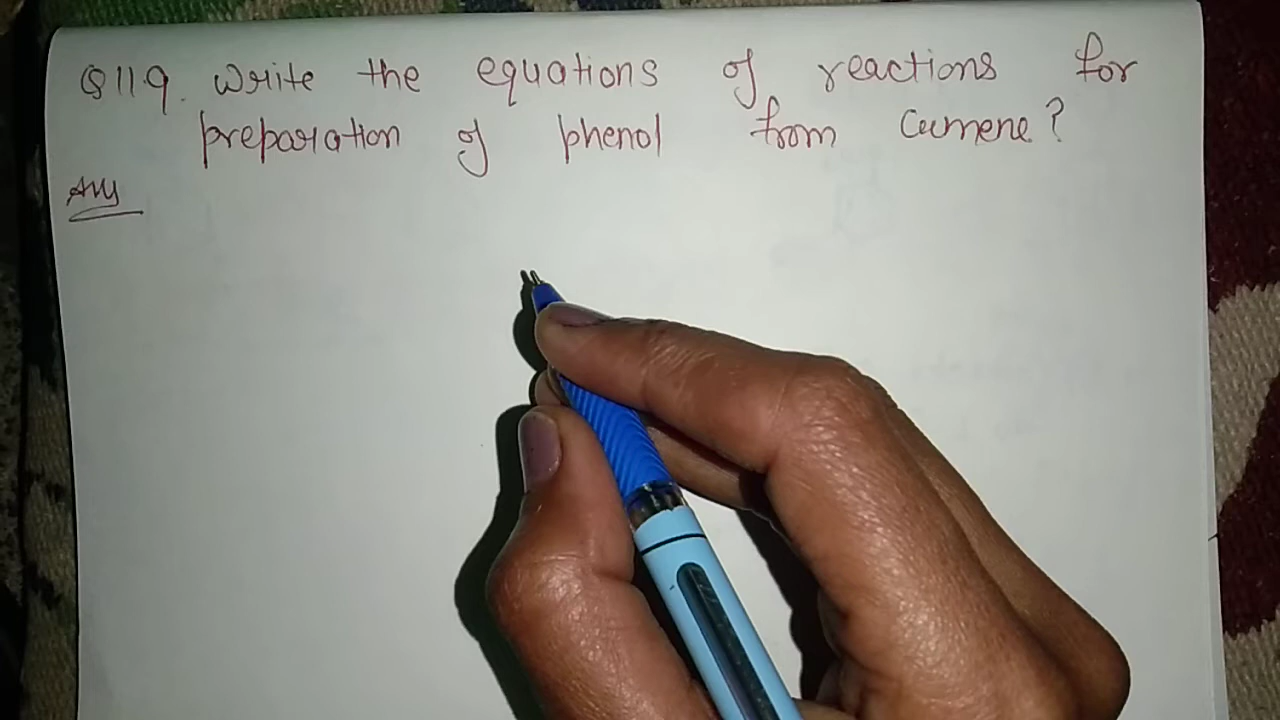 Q119. Write the equations of reactions for
preparation of phenol from Cumene?
Ans